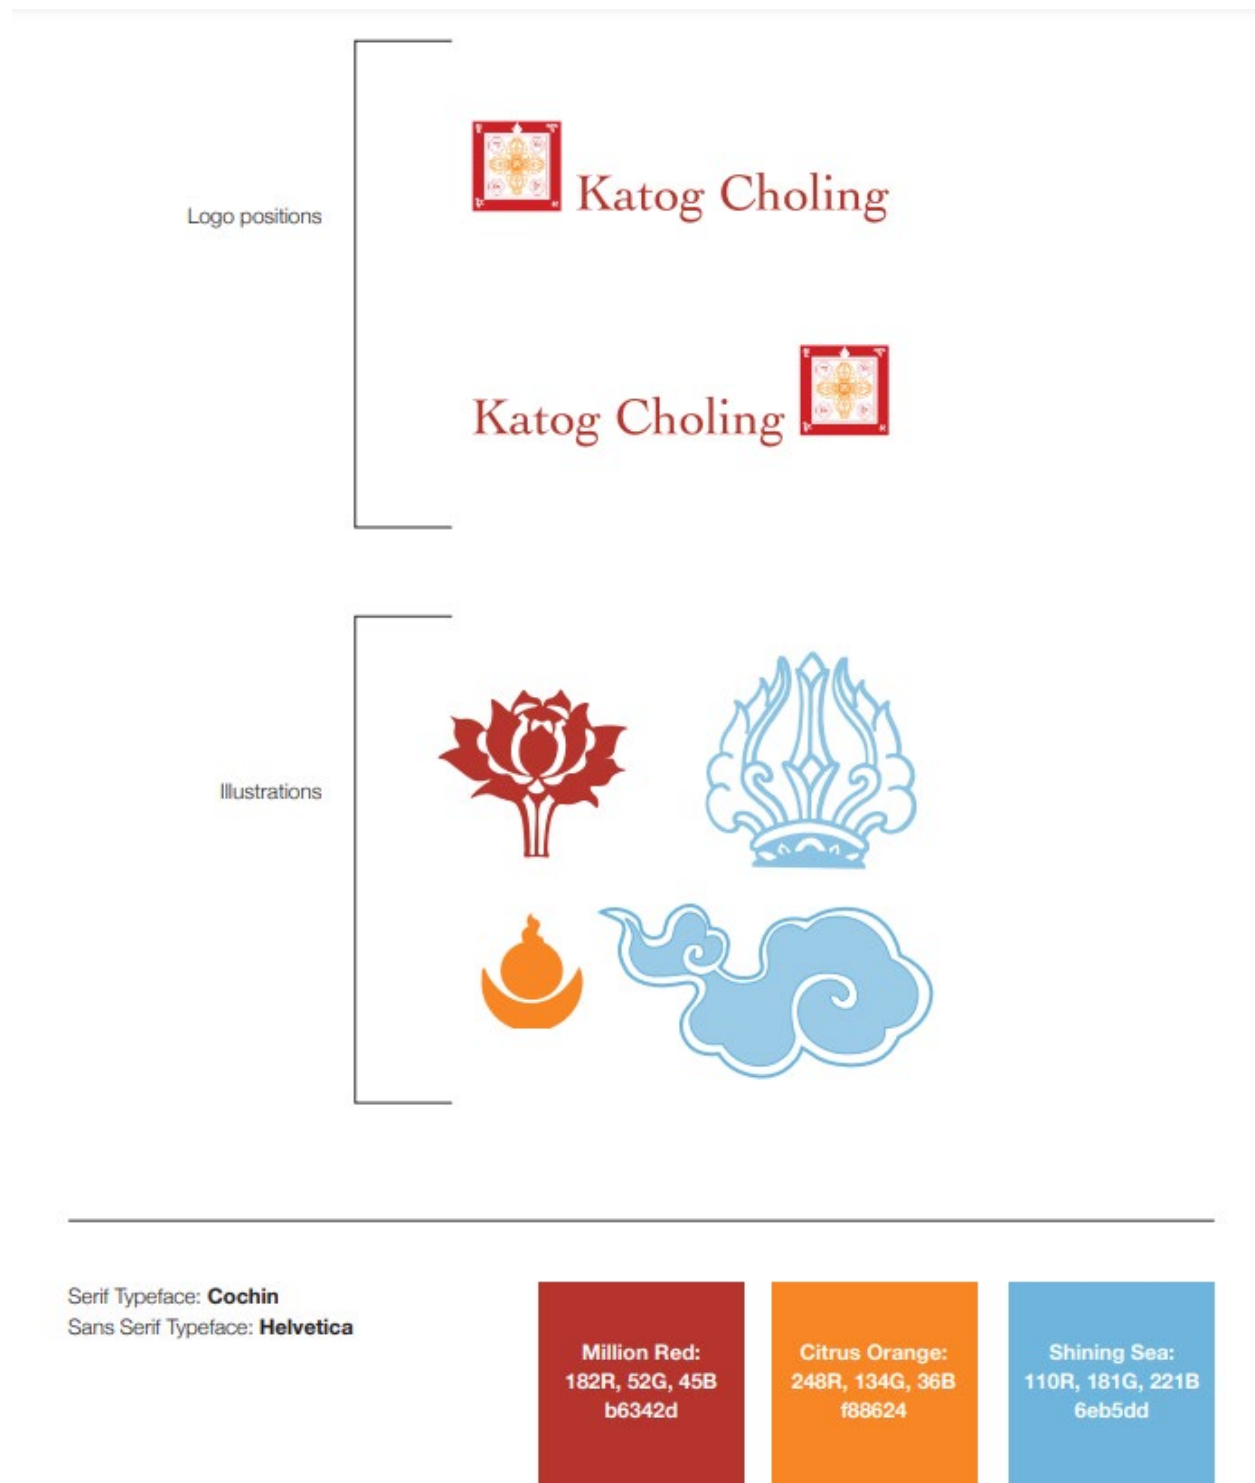 Logo positions
Katog Choling
Katog Choling
Illustrations
Serif Typeface: Cochin
Sans Serif Typeface: Helvetica
Million Red:
182R, 52G, 45B
b6342d
Citrus Orange:
248R, 134G, 36B
f88624
Shining Sea:
110R, 181G, 221B
6eb5dd